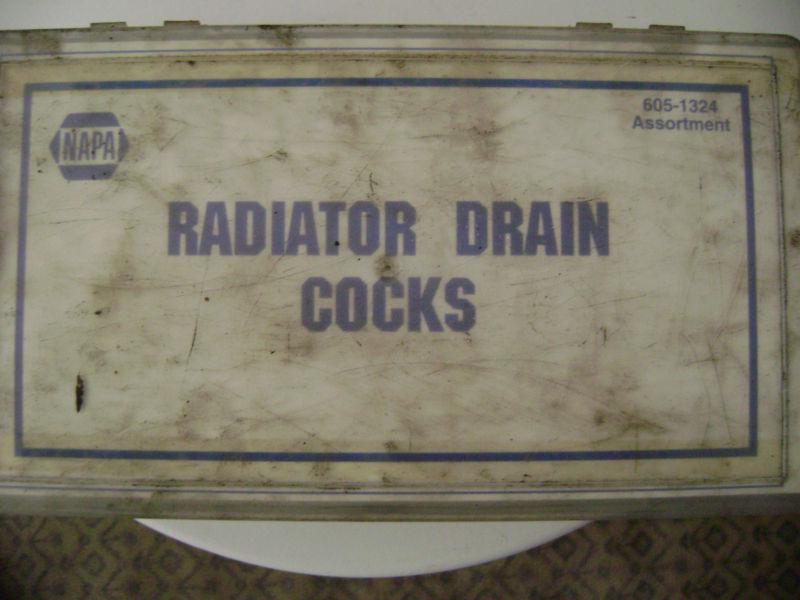 NAPA
605-1324
Assortment
RADIATOR DRAIN
COCKS